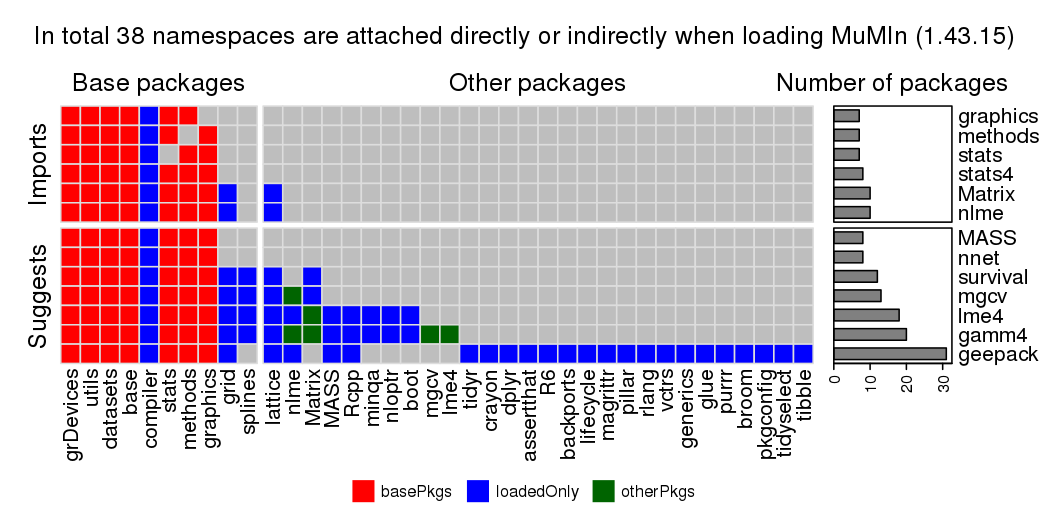 In total 38 namespaces are attached directly or indirectly when loading MuMIn (1.43.15)
Base packages
Other packages
Number of packages
Imports
Suggests
graphics
methods
stats
stats4
Matrix
nlme
MASS
nnet
survival
mgcv
lme4
gamm4
geepack
0
10
20
30
grDevices
utils
datasets
base
compiler
stats
methods
graphics
grid
splines
lattice
nlme
Matrix
MASS
Rcpp
minqa
nloptr
boot
mgcv
lme4
tidyr
crayon
dplyr
assertthat
R6
backports
lifecycle
magrittr
pillar
rlang
vctrs
generics
glue
purrr
broom
pkgconfig
tidyselect
tibble
basePkgs
loadedOnly
otherPkgs